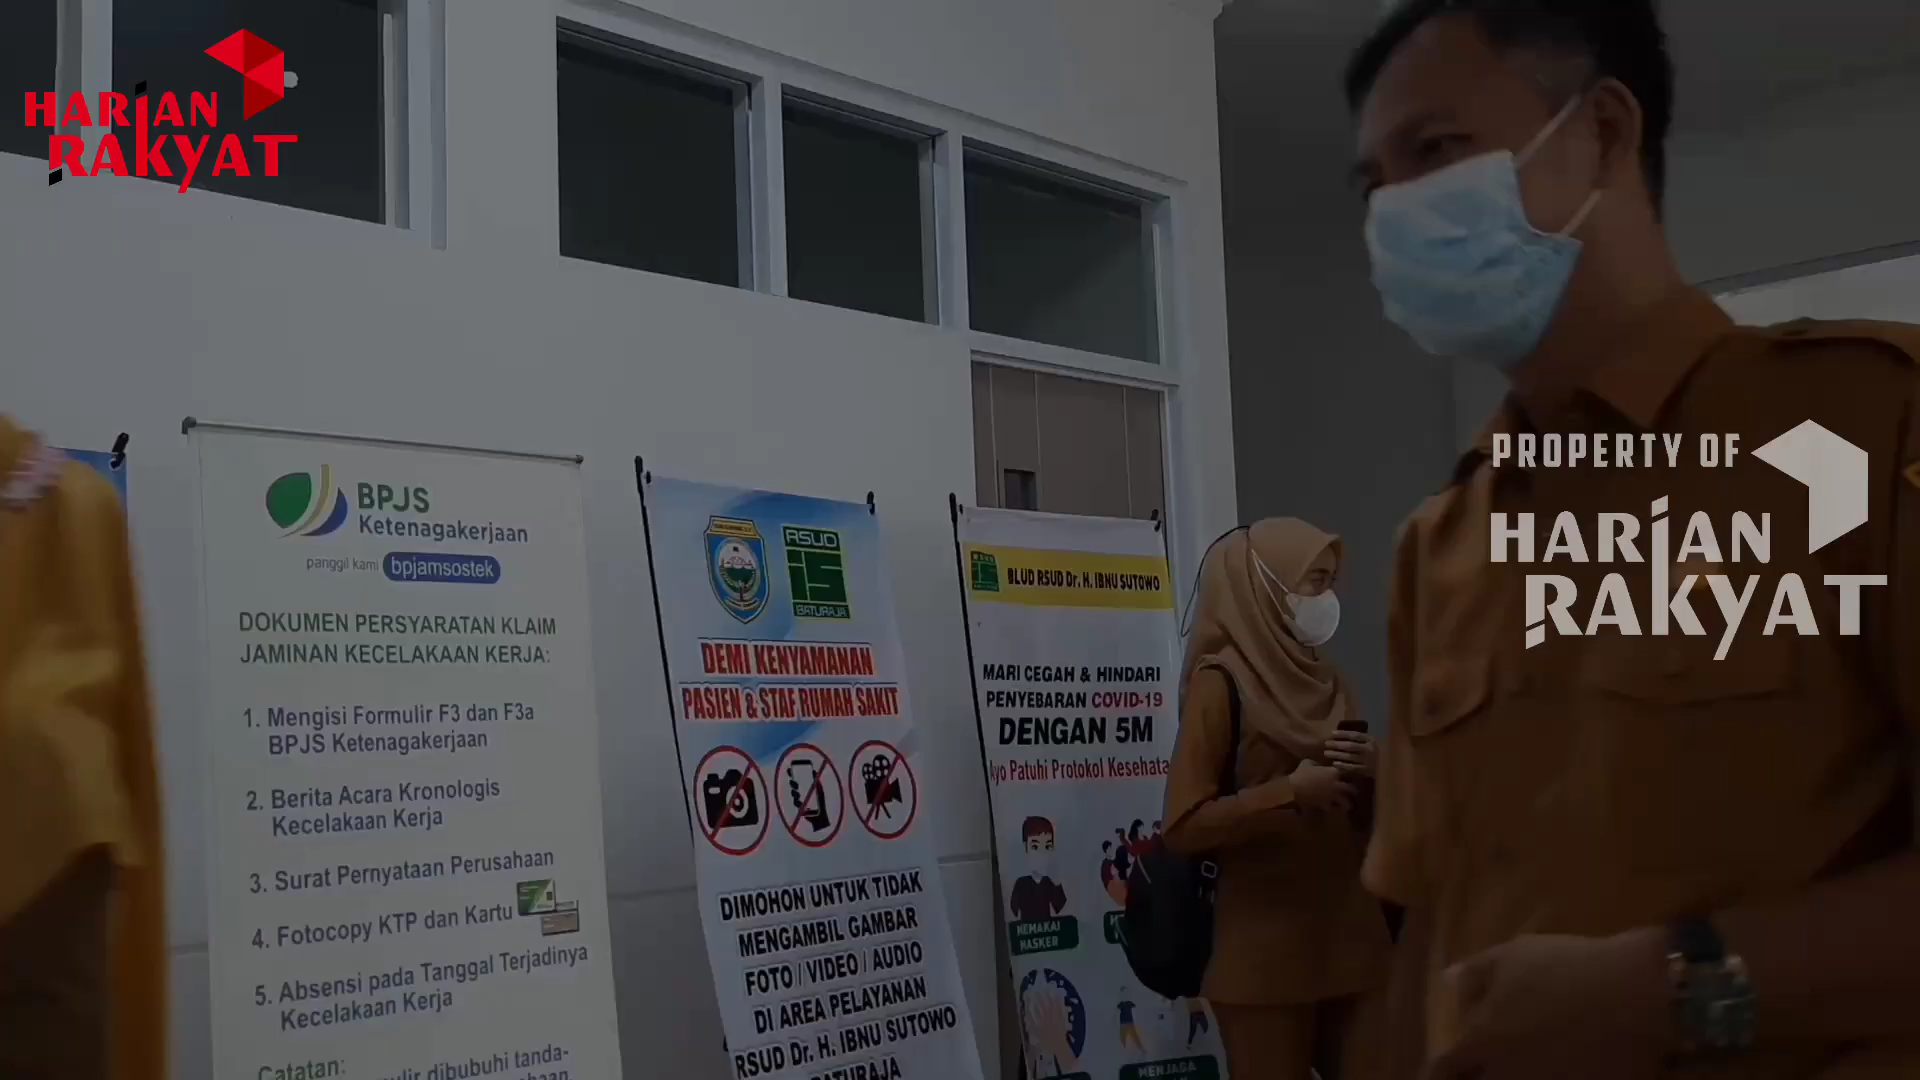 HARIAN
RAKYAT
PROPERTY OF
HARIAN
RAKYAT
BPJS
Ketenagakerjaan
panggil kami bpjamsostek
DOKUMEN PERSYARATAN KLAIM
JAMINAN KECELAKAAN KERJA:
1. Mengisi Formulir F3 dan F3a
BPJS Ketenagakerjaan
2. Berita Acara Kronologis
Kecelakaan Kerja
3. Surat Pernyataan Perusahaan
4. Fotocopy KTP dan Kartu
5. Absensi pada Tanggal Terjadinya
Kecelakaan Kerja
Catatan:
dibubuhi tanda-
RSUD
BATURAJA
DEMI KENYAMANAN
PASIEN & STAF RUMAH SAKIT
DIMOHON UNTUK TIDAK
MENGAMBIL GAMBAR
FOTO / VIDEO / AUDIO
DI AREA PELAYANAN
RSUD Dr. H. IBNU SUTOWO
BATURAJA
BLUD RSUD Dr. H. IBNU SUTOWO
MARI CEGAH & HINDARI
PENYEBARAN COVID-19
DENGAN 5M
Ayo Patuhi Protokol Kesehata
MEMAKAI
MASKER
MENJAGA